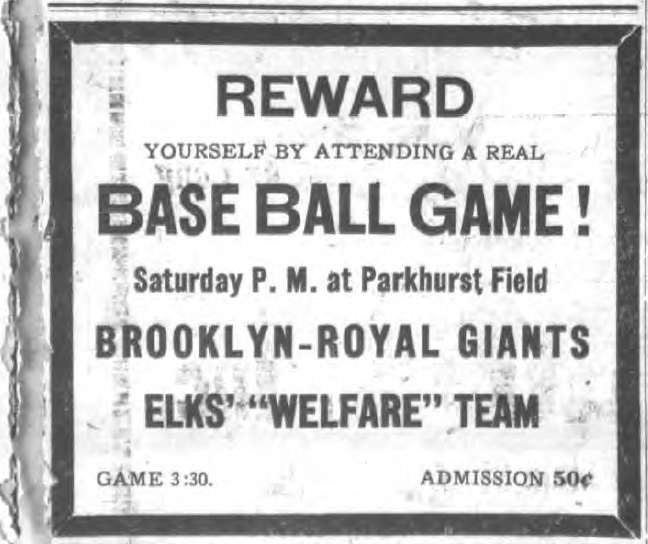 REWARD
YOURSELF BY ATTENDING A REAL
BASE BALL GAME!
Saturday P. M. at Parkhurst Field
BROOKLYN-ROYAL GIANTS
ELKS' "WELFARE" TEAM
GAME 3:30. ADMISSION 50¢